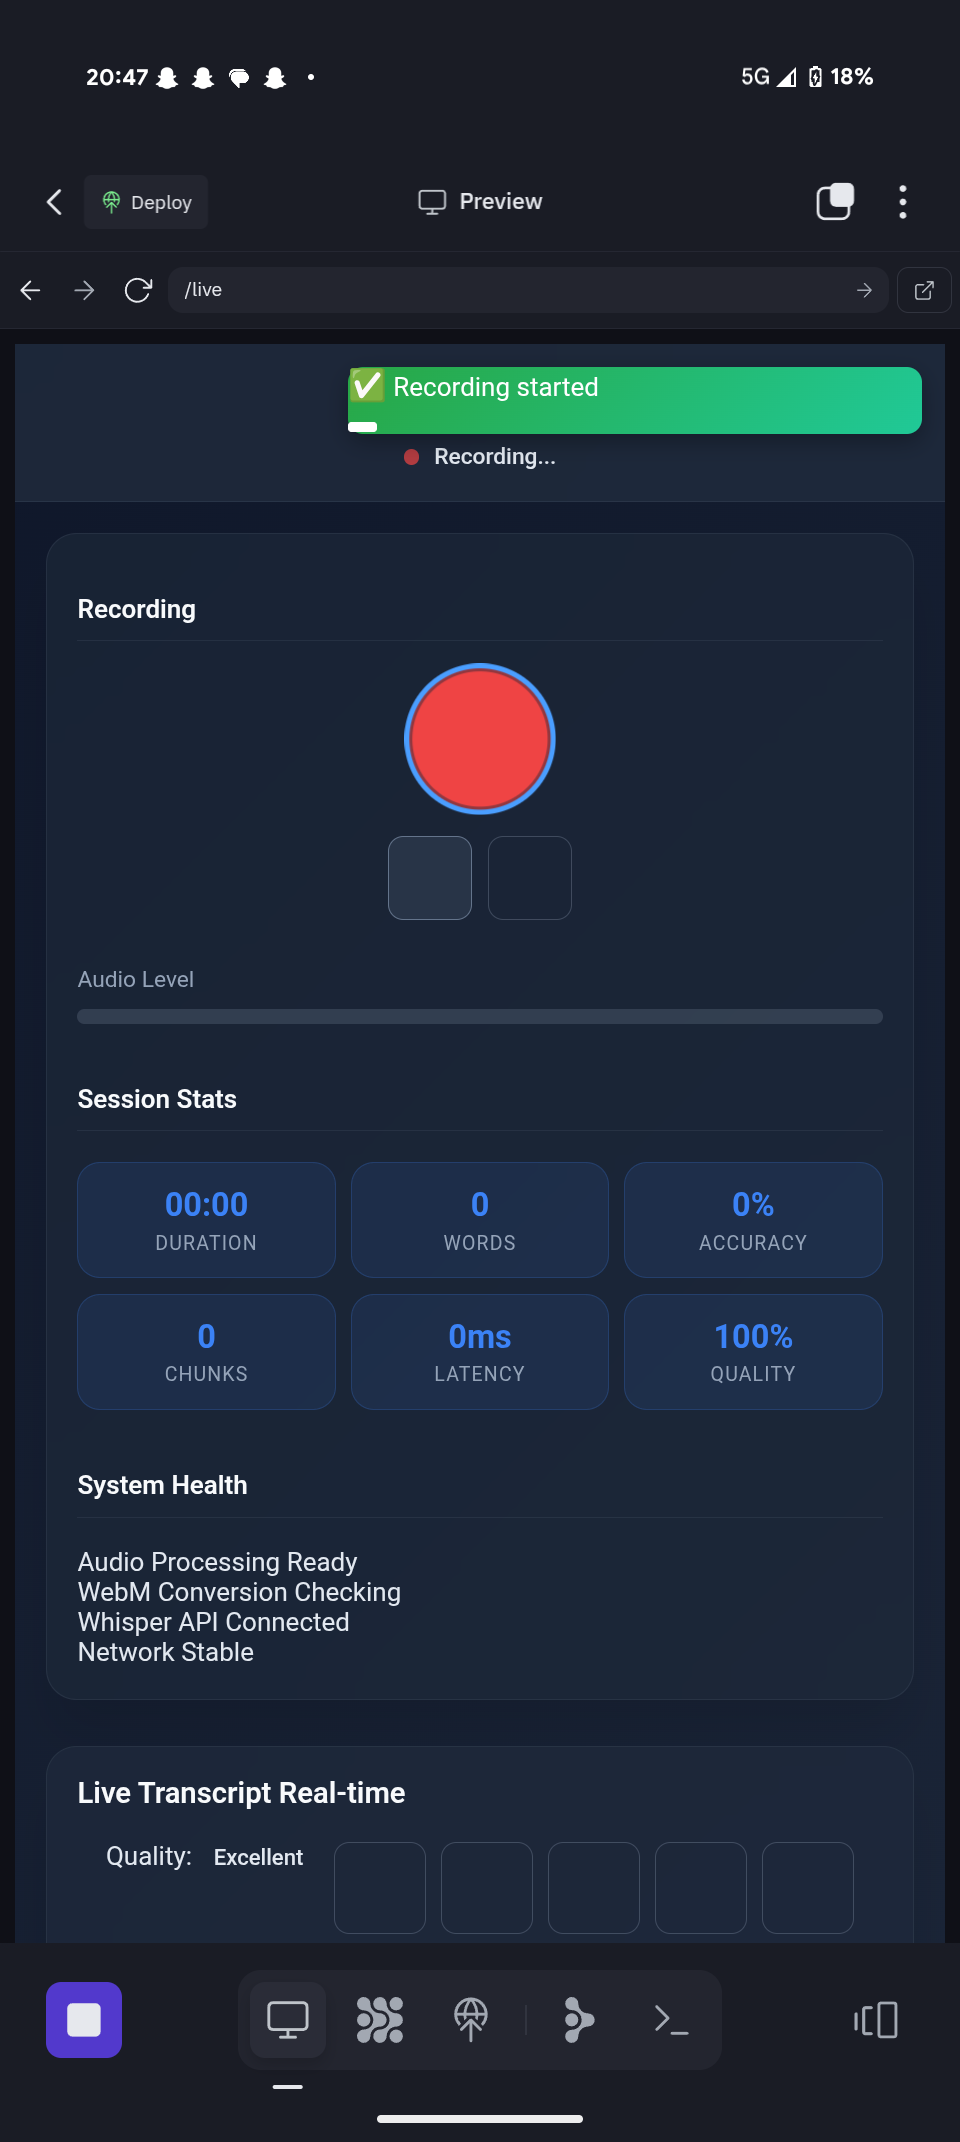 20:47
5G 18%
Deploy
Preview
/live
✅ Recording started
Recording...
Recording
Audio Level
Session Stats
00:00
DURATION
0
WORDS
0%
ACCURACY
0
CHUNKS
0ms
LATENCY
100%
QUALITY
System Health
Audio Processing Ready
WebM Conversion Checking
Whisper API Connected
Network Stable
Live Transcript Real-time
Quality: Excellent